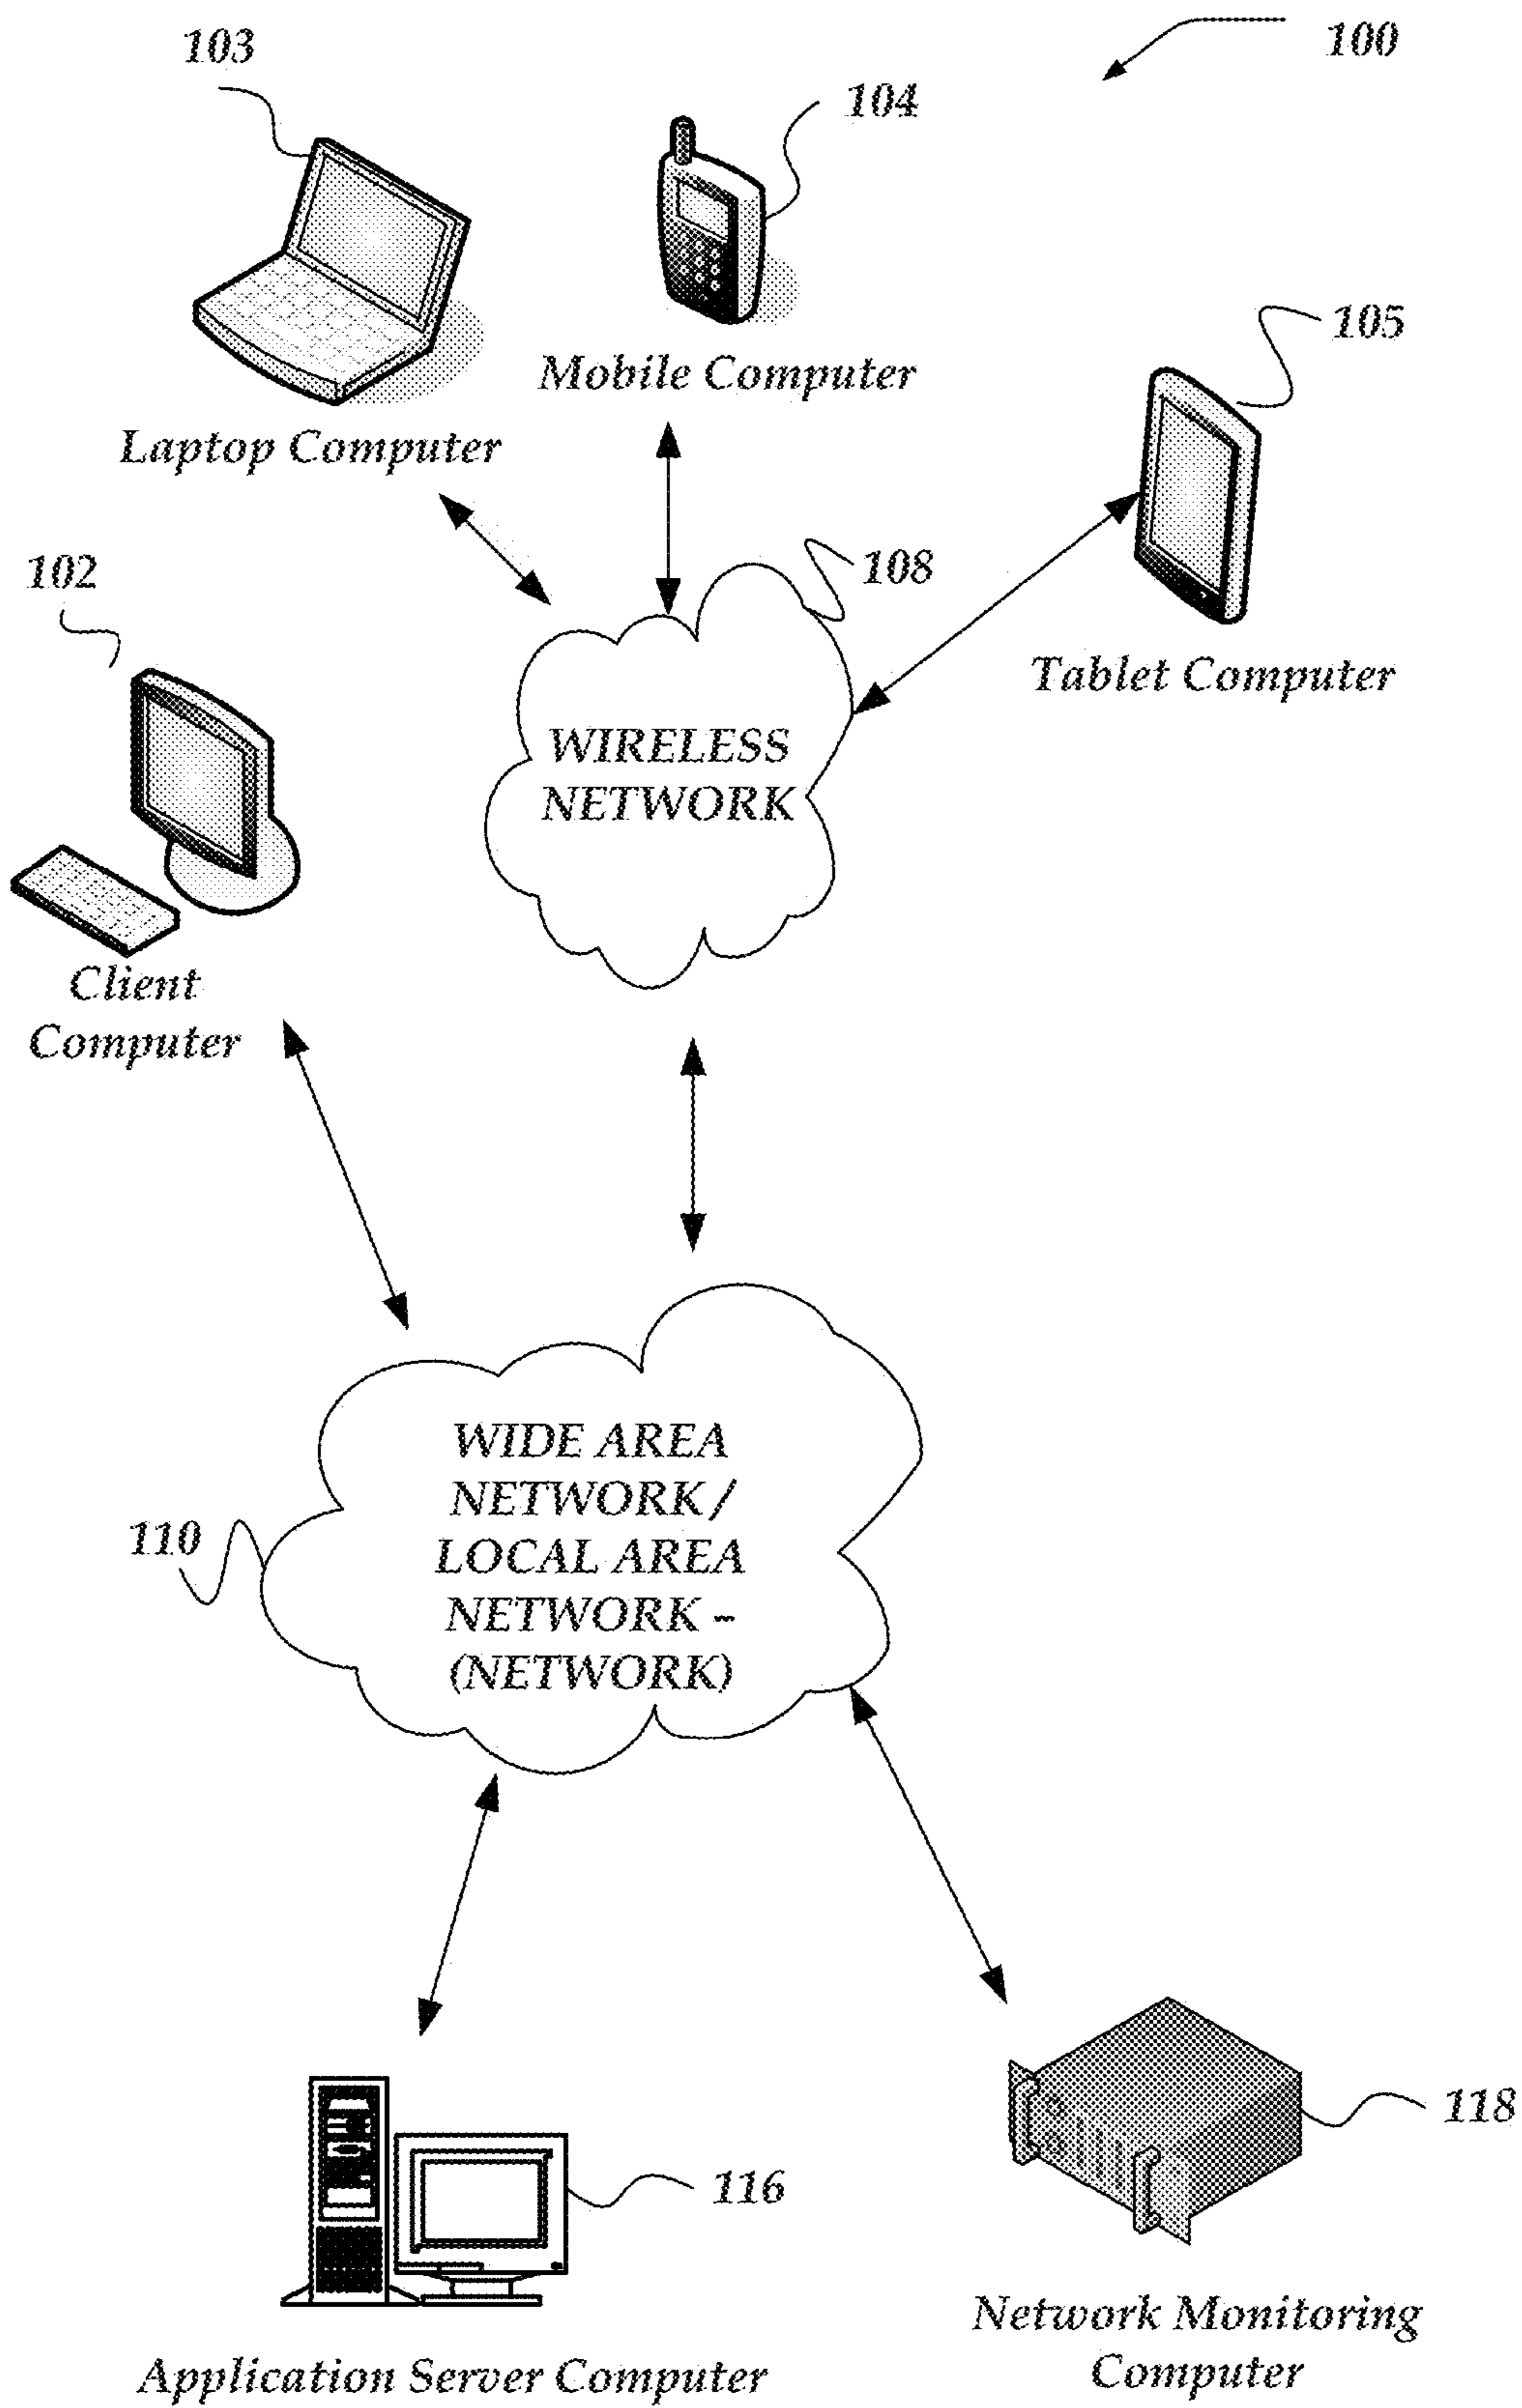 103
100
104
105
Mobile Computer
Laptop Computer
102
108
Tablet Computer
WIRELESS
NETWORK
Client
Computer
WIDE AREA
NETWORK /
LOCAL AREA
NETWORK –
(NETWORK)
110
118
116
Network Monitoring
Computer
Application Server Computer